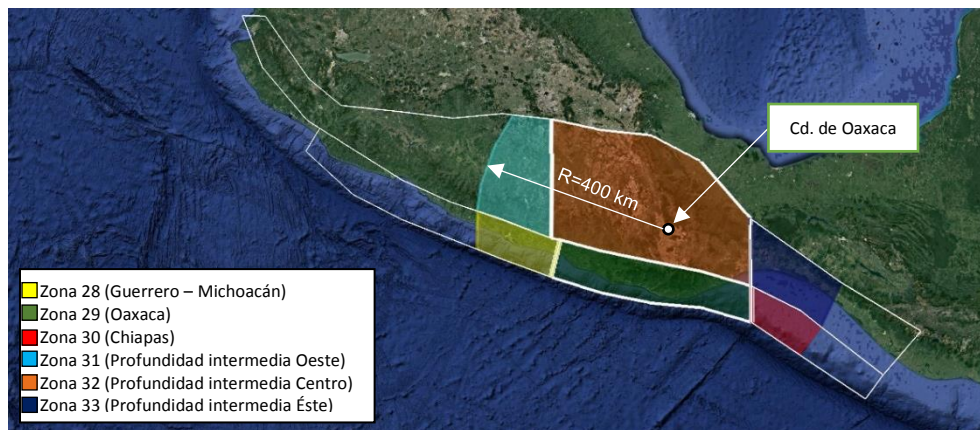 Cd. de Oaxaca
R=400 km
Zona 28 (Guerrero – Michoacán)
Zona 29 (Oaxaca)
Zona 30 (Chiapas)
Zona 31 (Profundidad intermedia Oeste)
Zona 32 (Profundidad intermedia Centro)
Zona 33 (Profundidad intermedia Éste)